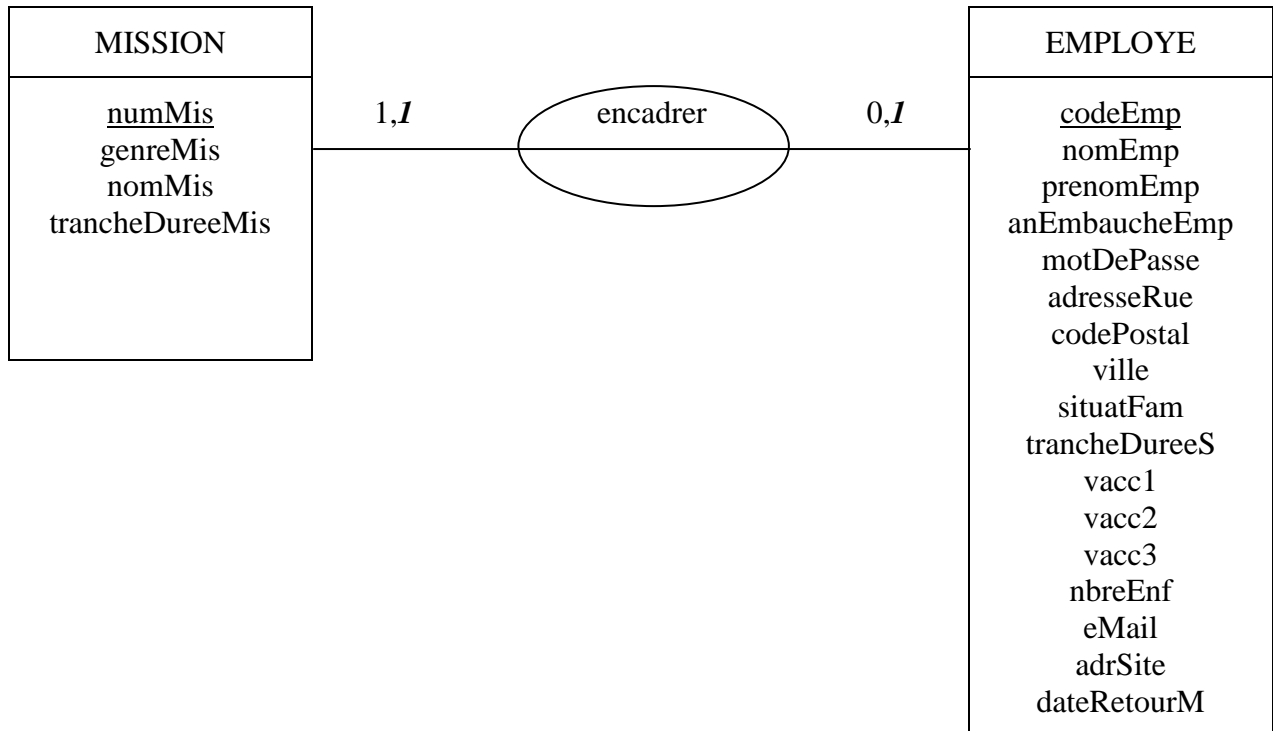 MISSION
numMis
genreMis
nomMis
trancheDureeMis
1,1
encadrer
0,1
EMPLOYE
codeEmp
nomEmp
prenomEmp
anEmbaucheEmp
motDePasse
adresseRue
codePostal
ville
situatFam
trancheDureeS
vacc1
vacc2
vacc3
nbreEnf
eMail
adrSite
dateRetourM